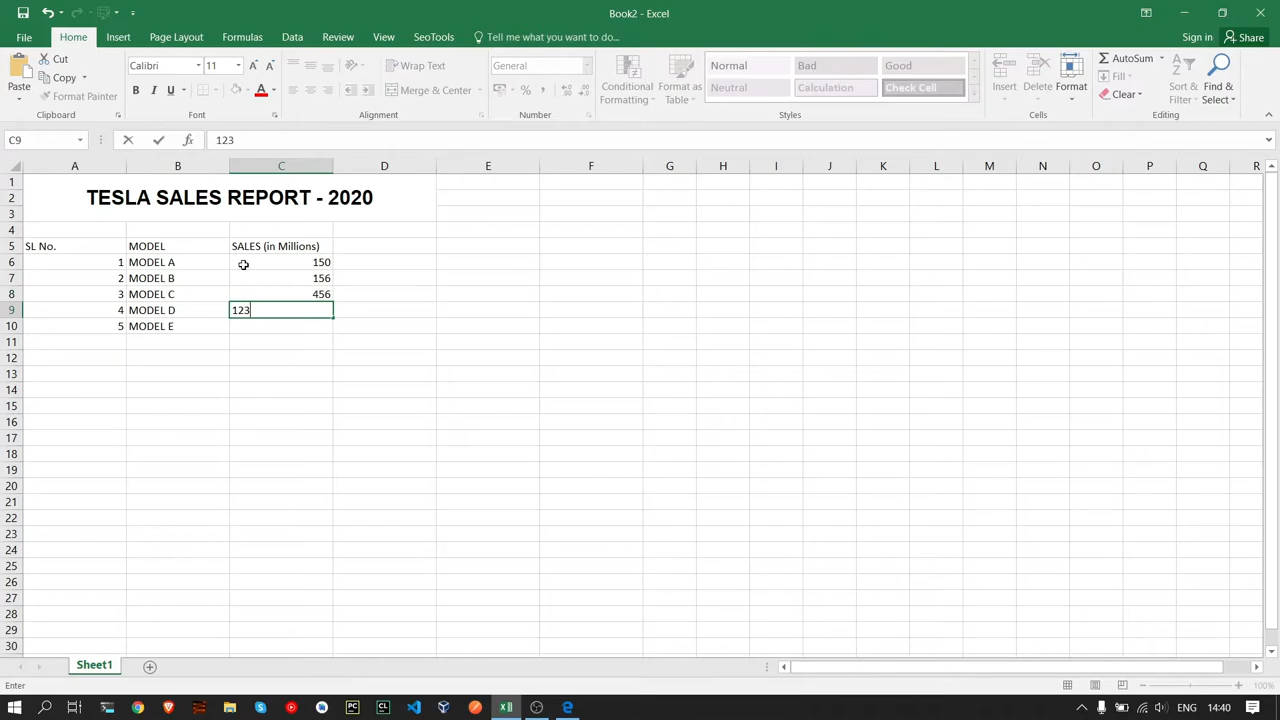 Book2 - Excel
File Home Insert Page Layout Formulas Data Review View SeoTools Tell me what you want to do... Sign in Share
Paste Cut Copy Format Painter
Clipboard
Calibri 11
B I U A
Font
Wrap Text
Merge & Center
Alignment
General
% 
Number
Conditional Formatting
Format as Table
Normal Bad Good
Neutral Calculation Check Cell
Styles
Insert Delete Format
Cells
AutoSum
Fill
Clear
Sort & Filter
Find & Select
Editing
C9 fx 123
A B C D E F G H I J K L M N O P Q R
1
2 TESLA SALES REPORT - 2020
3
4
5 SL No. MODEL SALES (in Millions)
6 1 MODEL A 150
7 2 MODEL B 156
8 3 MODEL C 456
9 4 MODEL D 123
10 5 MODEL E
11
12
13
14
15
16
17
18
19
20
21
22
23
24
25
26
27
28
29
30
Sheet1
Enter 100%
ENG 14:40